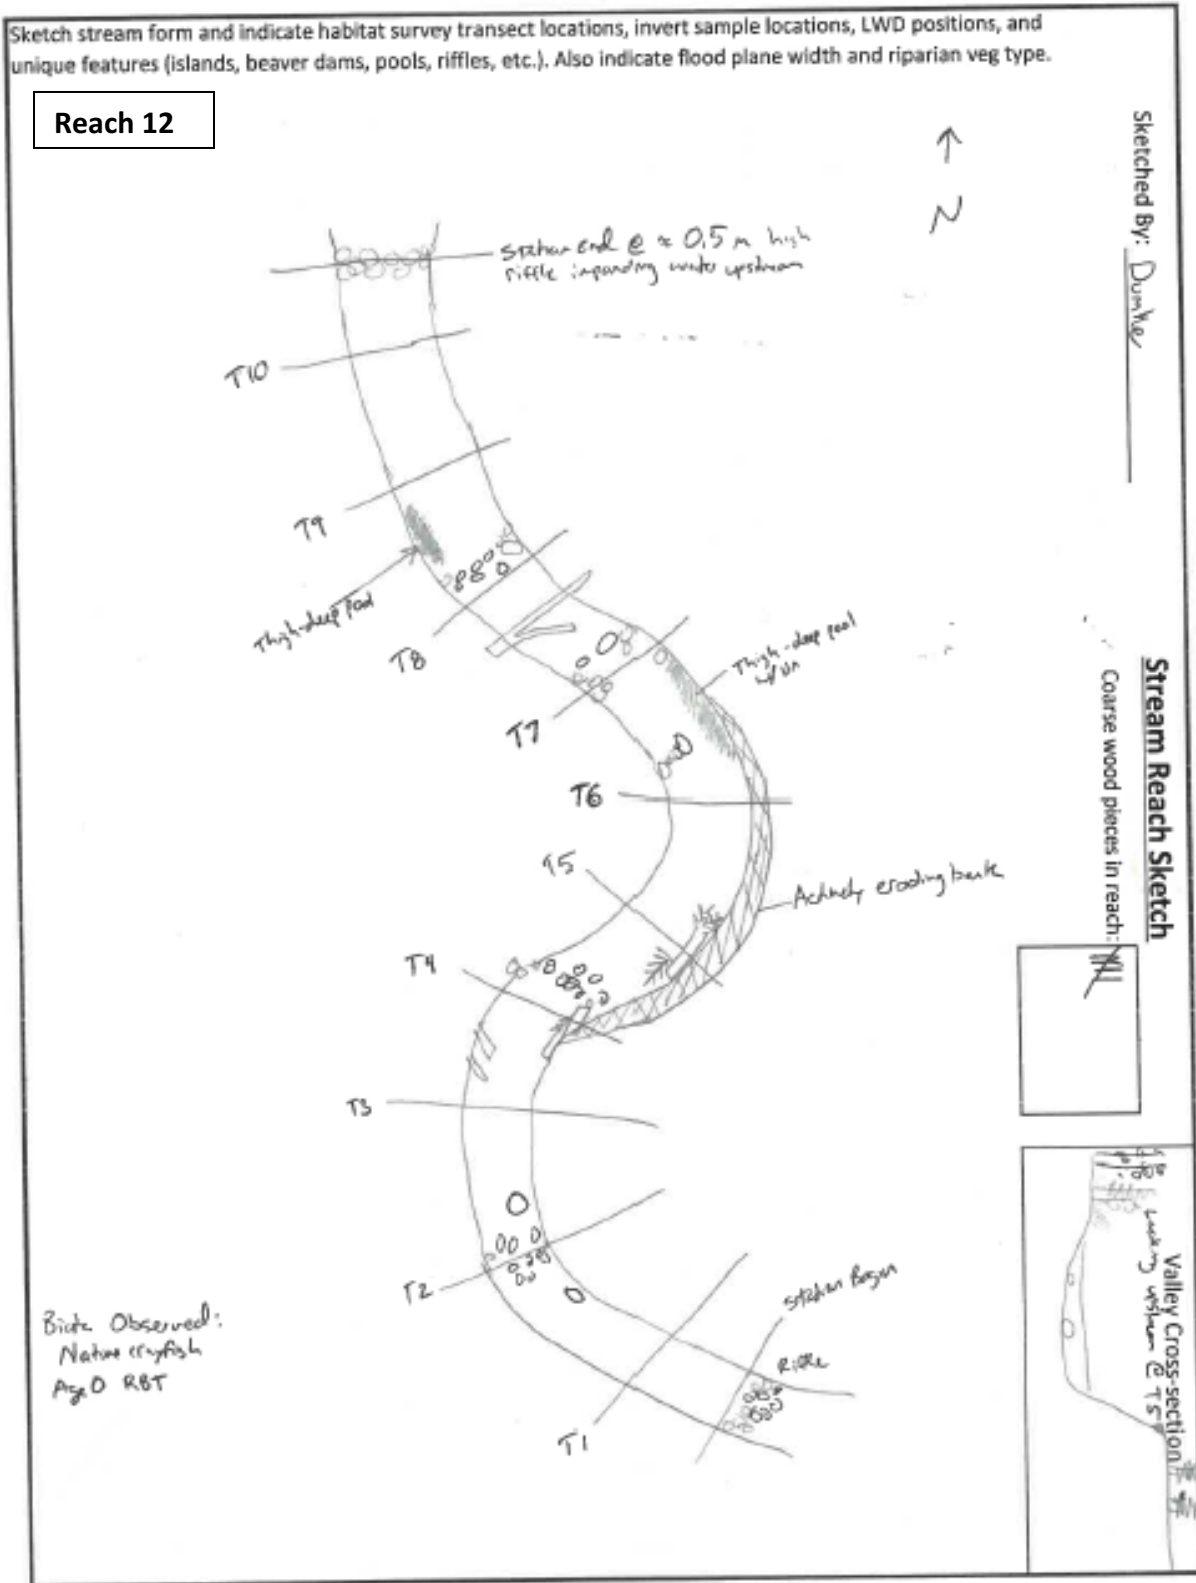 Sketch stream form and indicate habitat survey transect locations, invert sample locations, LWD positions, and
unique features (islands, beaver dams, pools, riffles, etc.). Also indicate flood plane width and riparian veg type.
Reach 12
N
Sketched By: Dumke
Station end @ ≈ 0.5 m high
riffle impounding water upstream
T10
T9
Thigh-deep pool
T8
Thigh-deep pool
T7
T6
T5
Actively eroding bank
T4
T3
T2
T1
Station Began
Riffle
Biota Observed:
Native crayfish
Age 0 RBT
Stream Reach Sketch
Coarse wood pieces in reach:
Valley Cross-section
Looking upstream @ T5